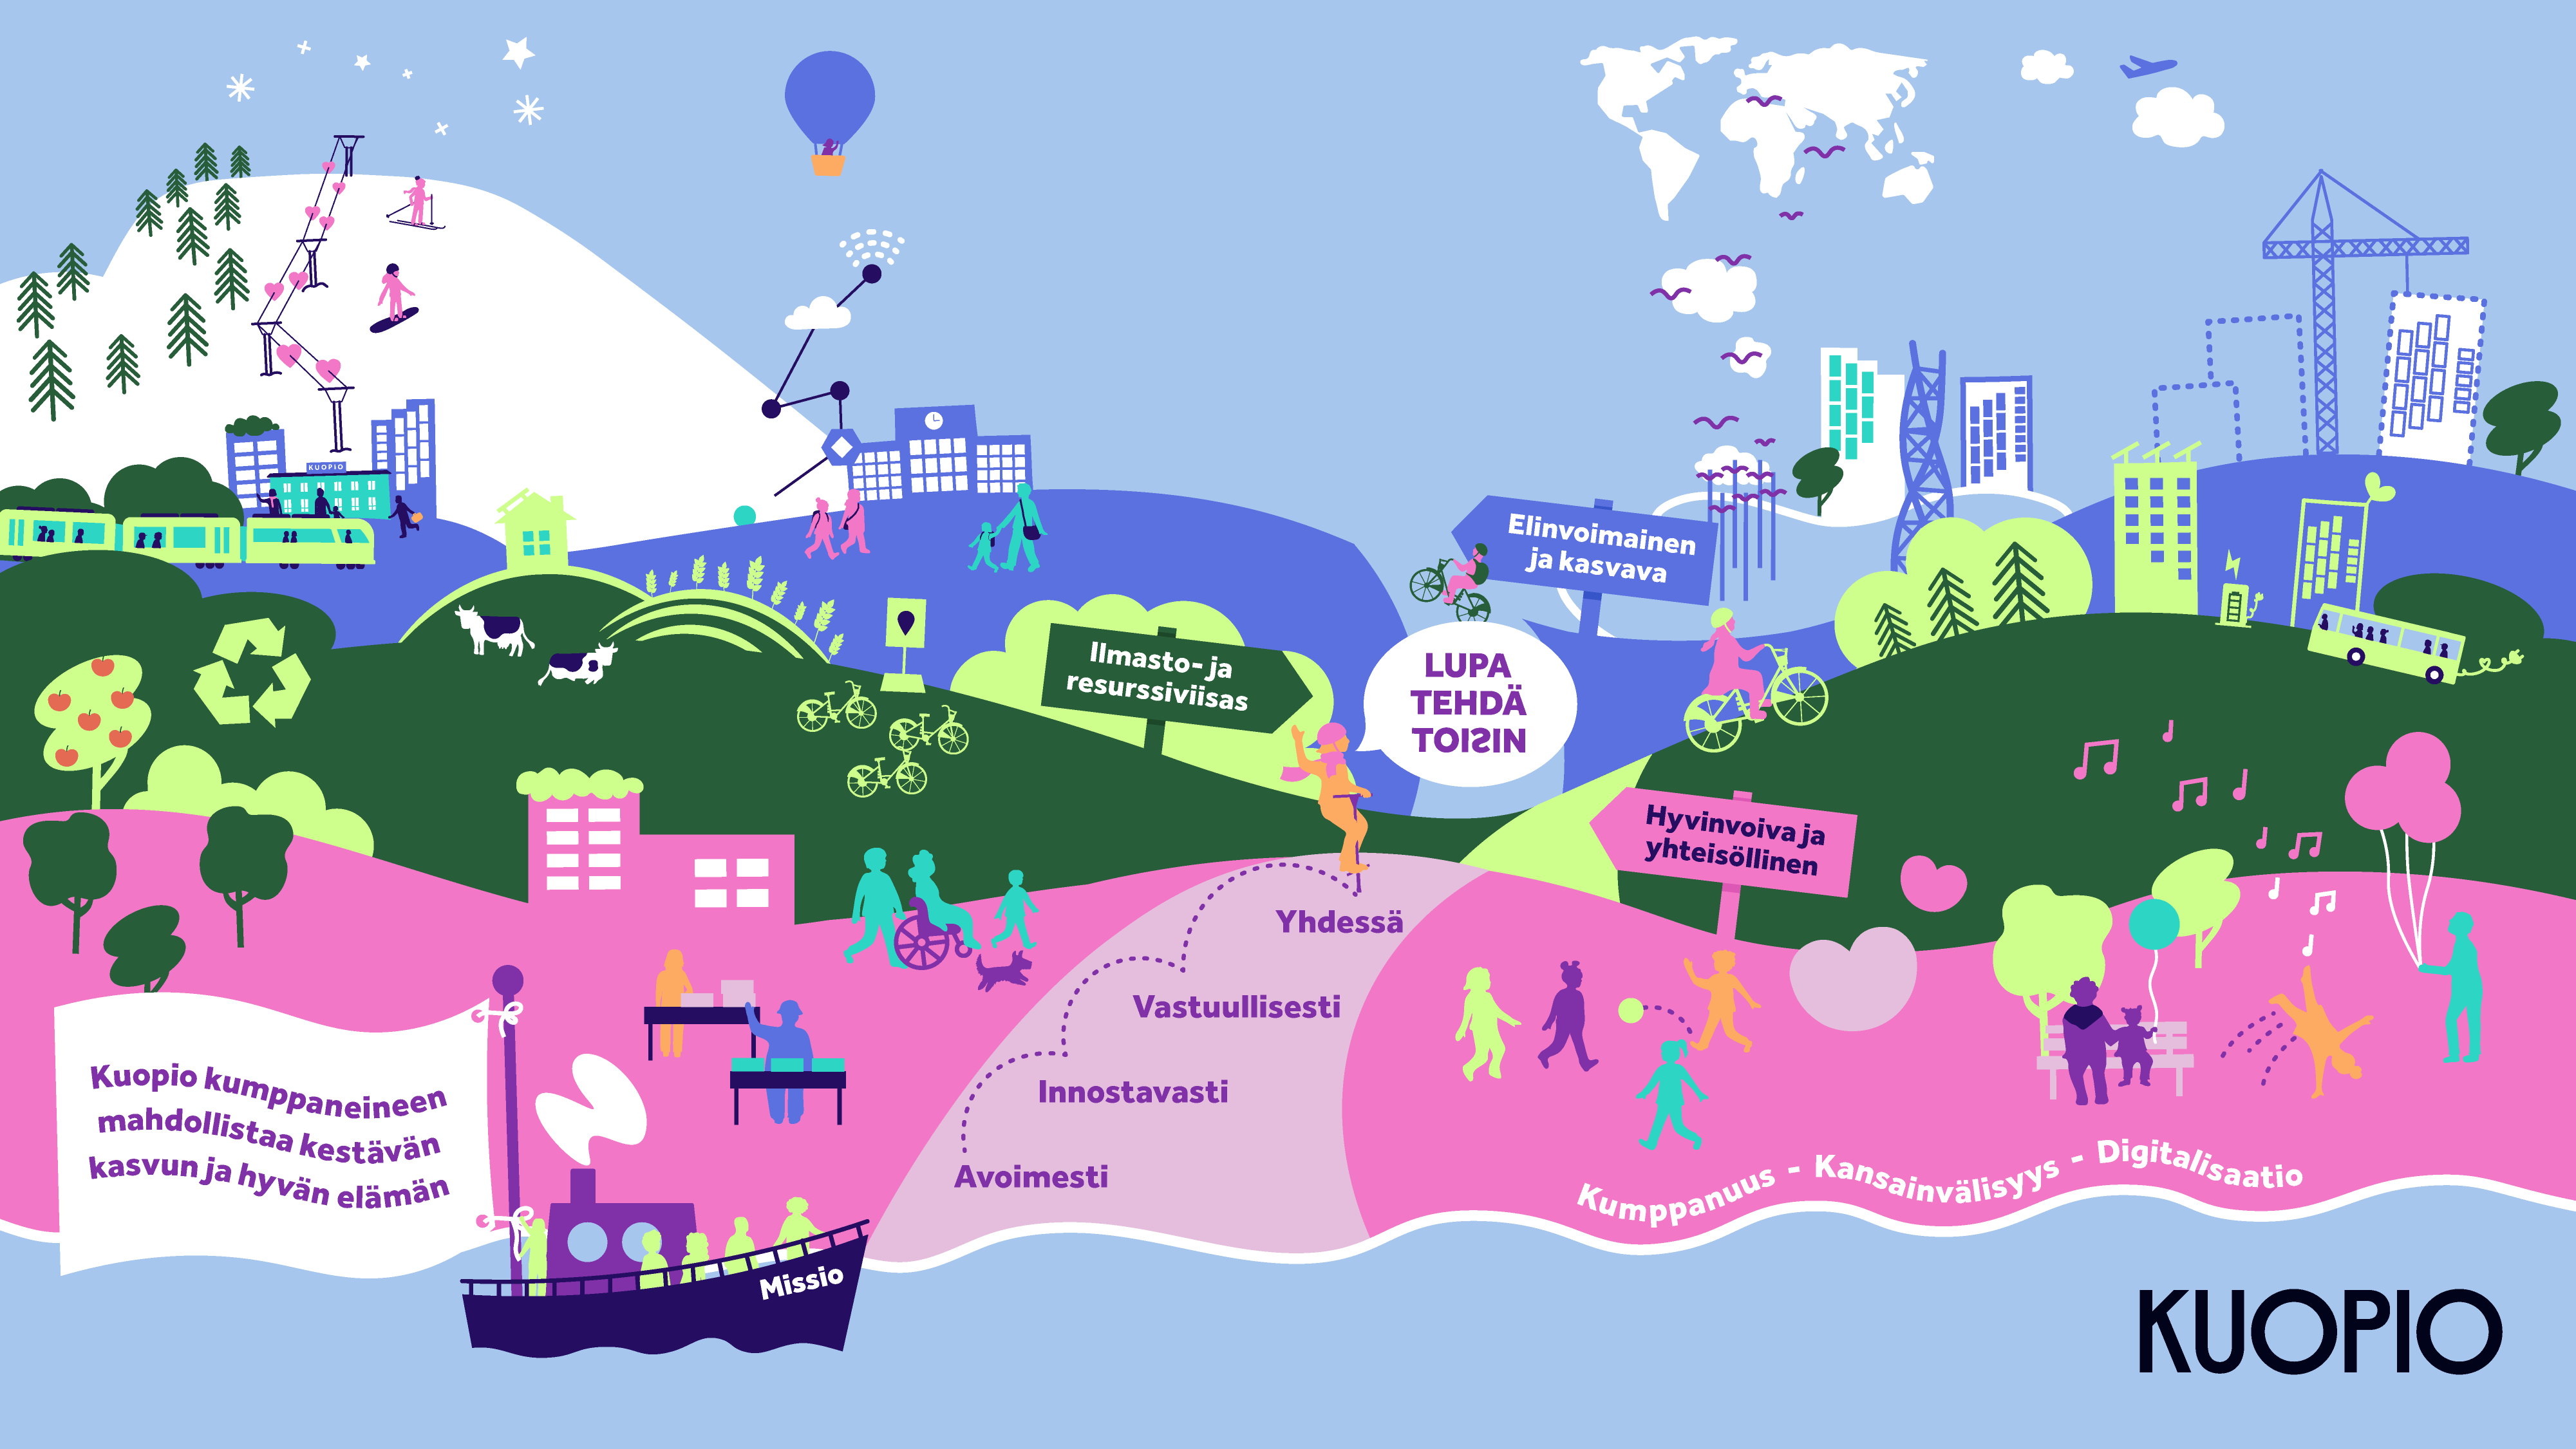 KUOPIO
Elinvoimainen
ja kasvava
Ilmasto- ja
resurssiviisas
LUPA
TEHDÄ
TOISIN
Hyvinvoiva ja
yhteisöllinen
Yhdessä
Vastuullisesti
Innostavasti
Avoimesti
Kuopio kumppaneineen
mahdollistaa kestävän
kasvun ja hyvän elämän
Kumppanuus - Kansainvälisyys - Digitalisaatio
Missio
KUOPIO